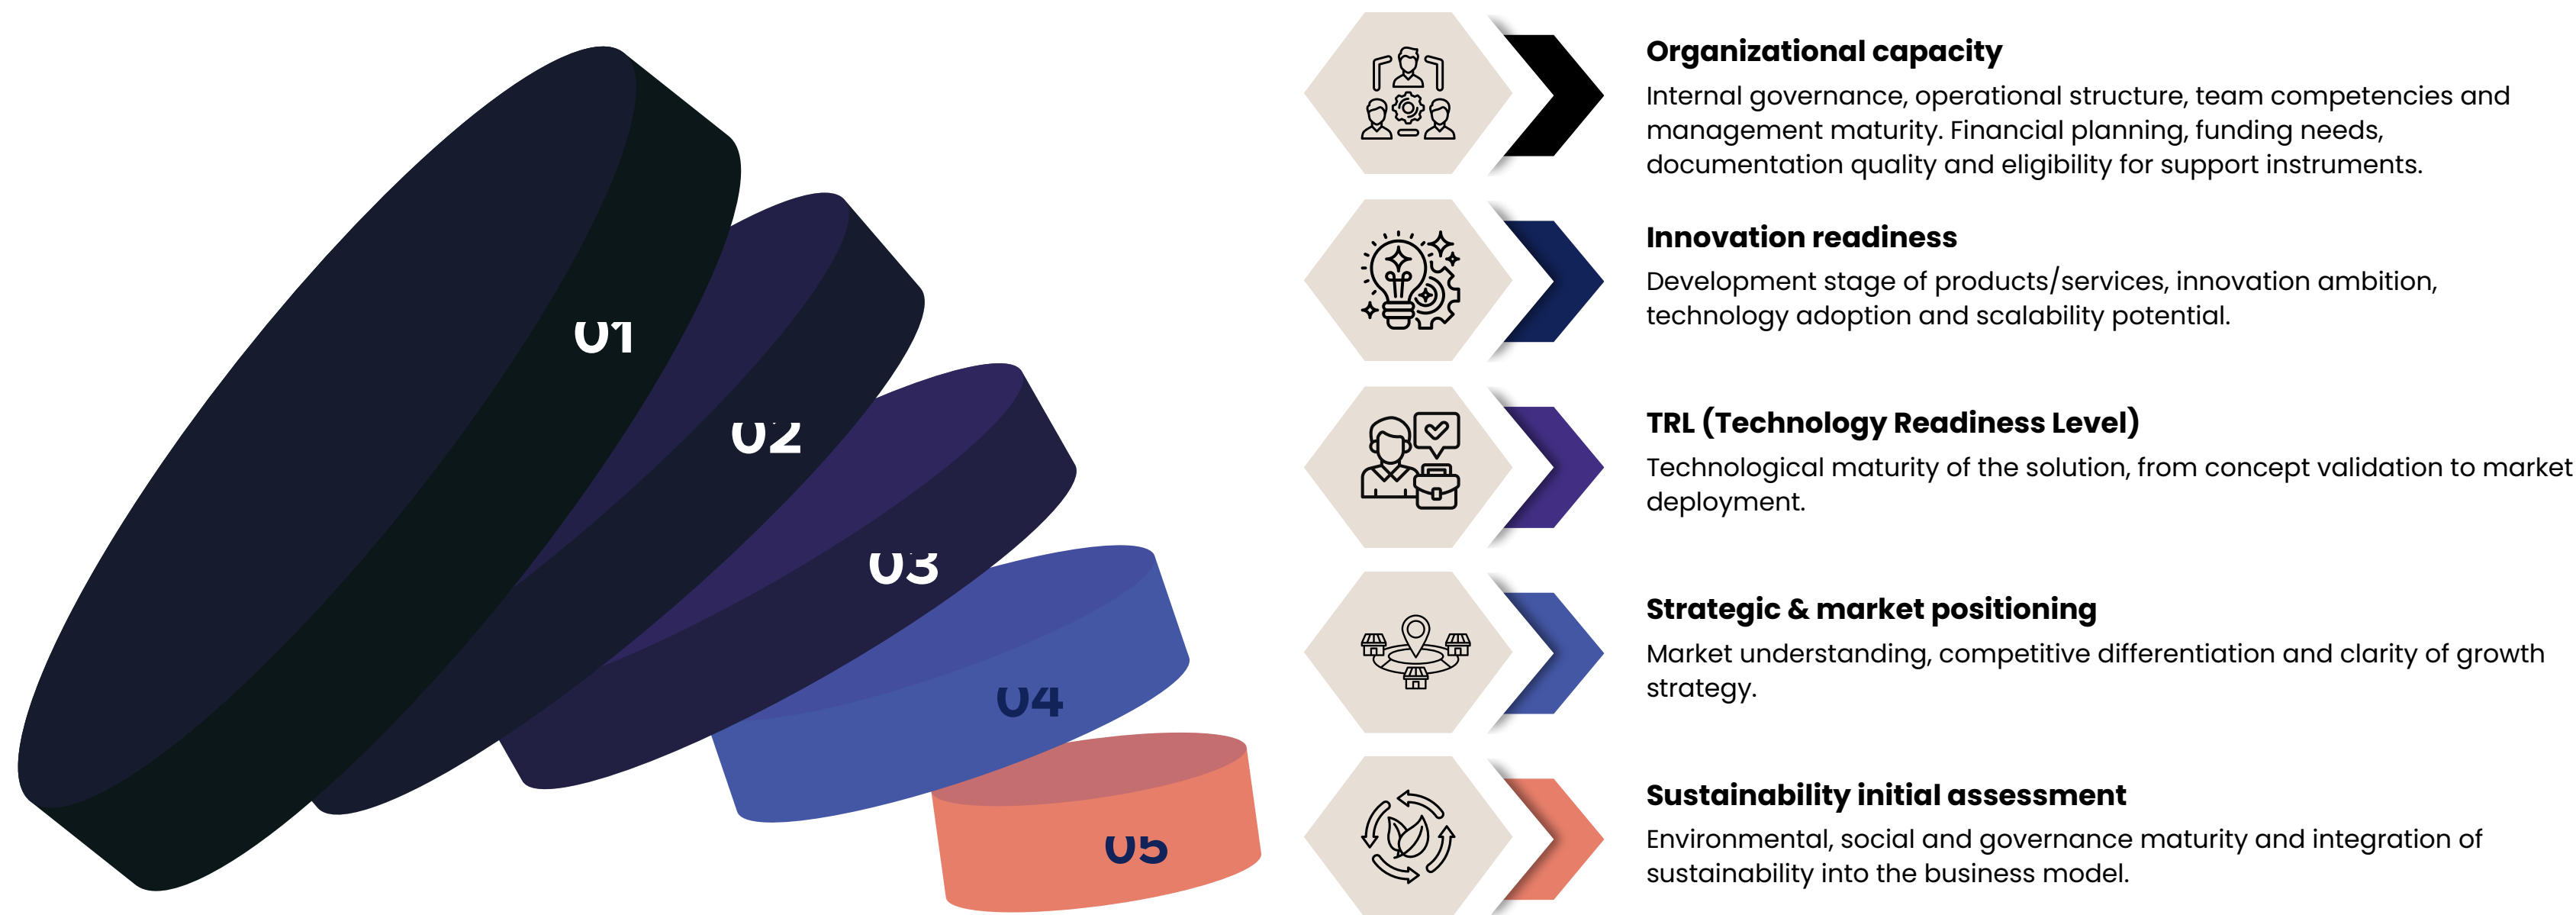 01
02
03
04
05
Organizational capacity
Internal governance, operational structure, team competencies and
management maturity. Financial planning, funding needs,
documentation quality and eligibility for support instruments.
Innovation readiness
Development stage of products/services, innovation ambition,
technology adoption and scalability potential.
TRL (Technology Readiness Level)
Technological maturity of the solution, from concept validation to market
deployment.
Strategic & market positioning
Market understanding, competitive differentiation and clarity of growth
strategy.
Sustainability initial assessment
Environmental, social and governance maturity and integration of
sustainability into the business model.